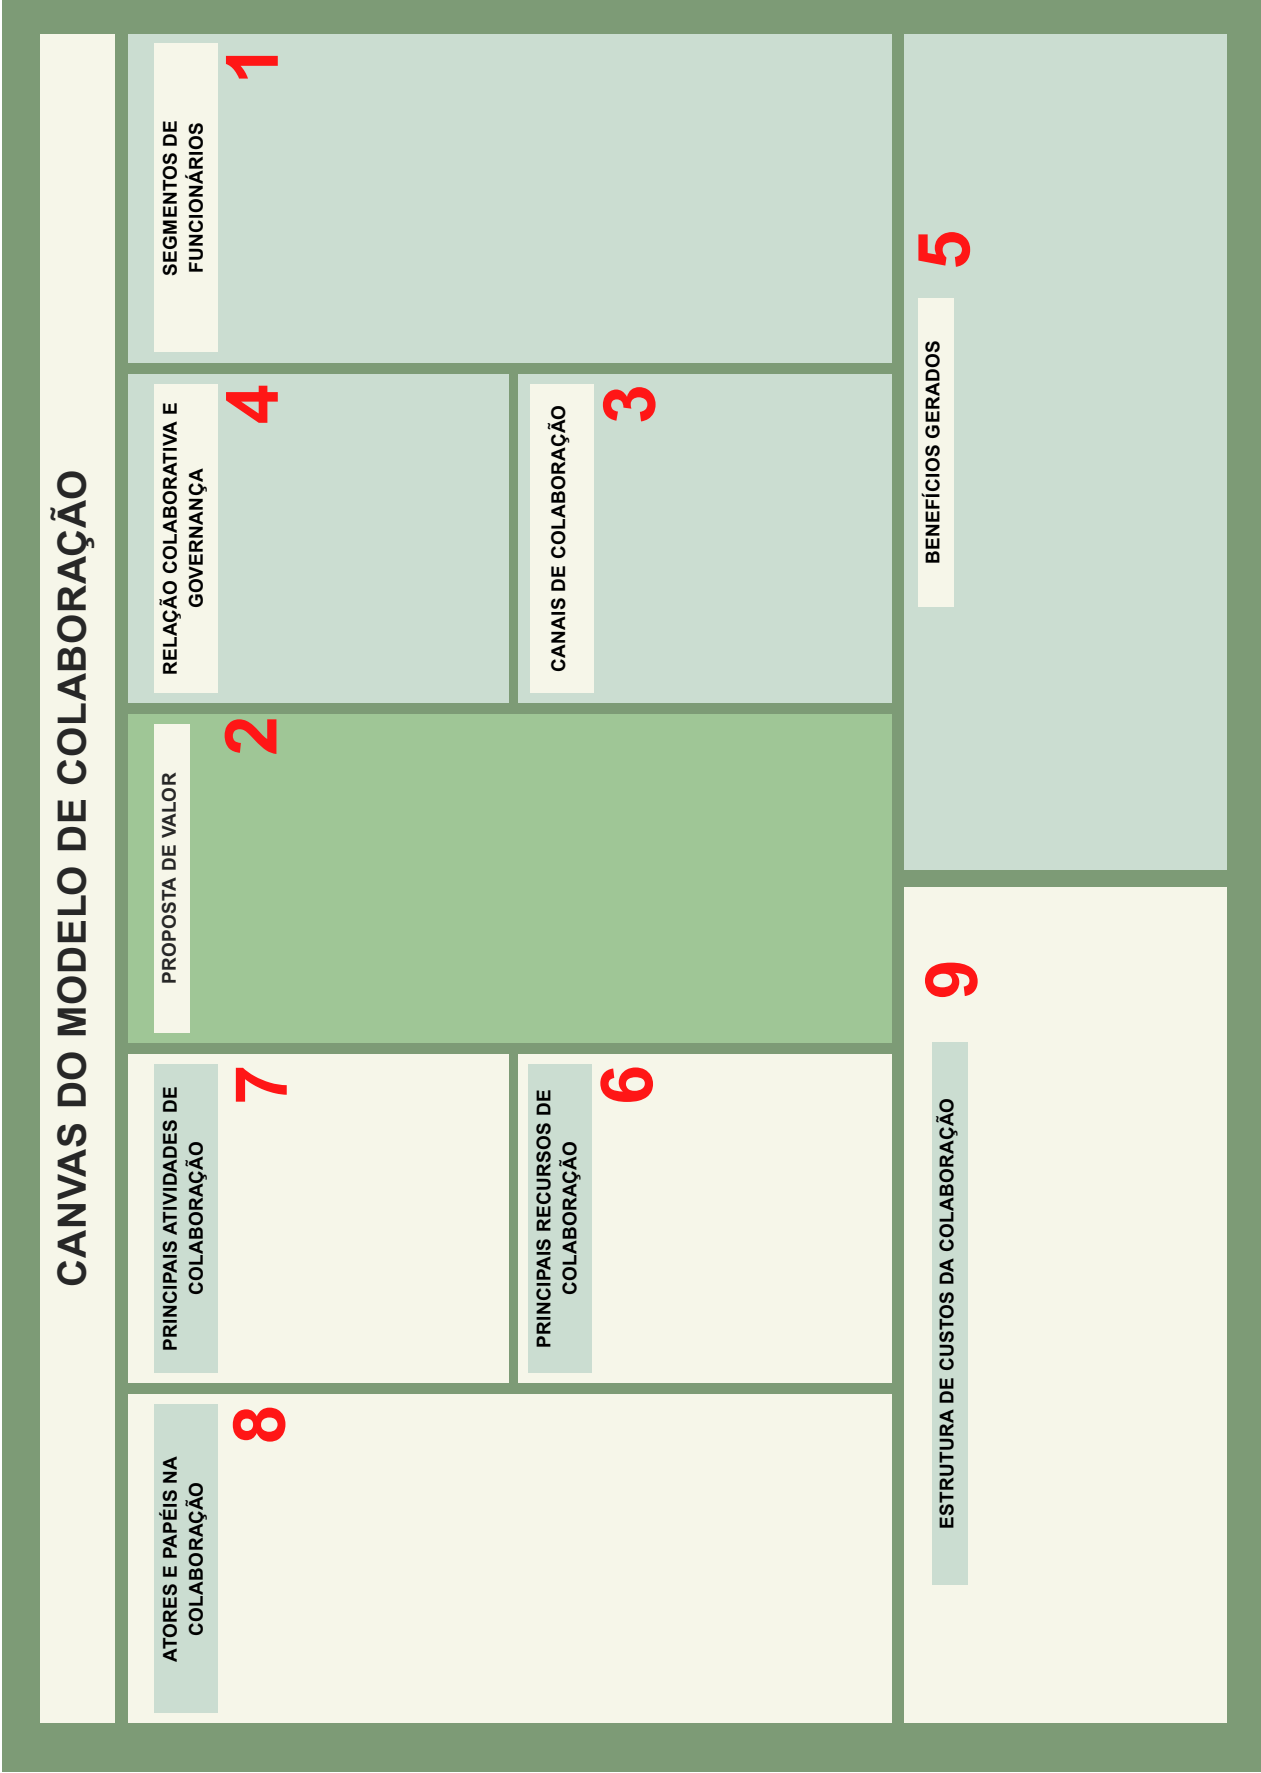 CANVAS DO MODELO DE COLABORAÇÃO
ATORES E PAPÉIS NA
COLABORAÇÃO
8
PRINCIPAIS ATIVIDADES DE
COLABORAÇÃO
7
PRINCIPAIS RECURSOS DE
COLABORAÇÃO
6
PROPOSTA DE VALOR
2
RELAÇÃO COLABORATIVA E
GOVERNANÇA
4
CANAIS DE COLABORAÇÃO
3
SEGMENTOS DE
FUNCIONÁRIOS
1
ESTRUTURA DE CUSTOS DA COLABORAÇÃO
9
BENEFÍCIOS GERADOS
5